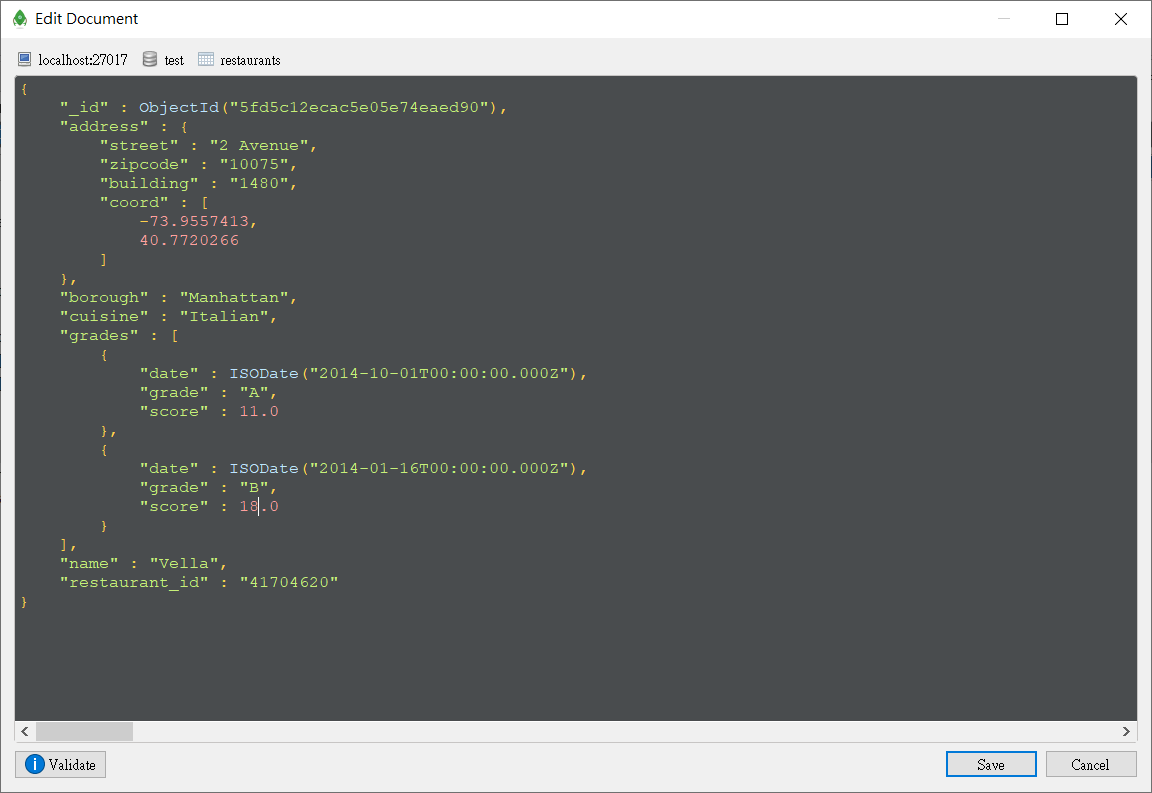 Edit Document
localhost:27017 test restaurants
{
"_id" : ObjectId("5fd5c12ecac5e05e74eaed90"),
"address" : {
"street" : "2 Avenue",
"zipcode" : "10075",
"building" : "1480",
"coord" : [
-73.9557413,
40.7720266
]
},
"borough" : "Manhattan",
"cuisine" : "Italian",
"grades" : [
{
"date" : ISODate("2014-10-01T00:00:00.000Z"),
"grade" : "A",
"score" : 11.0
},
{
"date" : ISODate("2014-01-16T00:00:00.000Z"),
"grade" : "B",
"score" : 18.0
}
],
"name" : "Vella",
"restaurant_id" : "41704620"
}
Validate Save Cancel